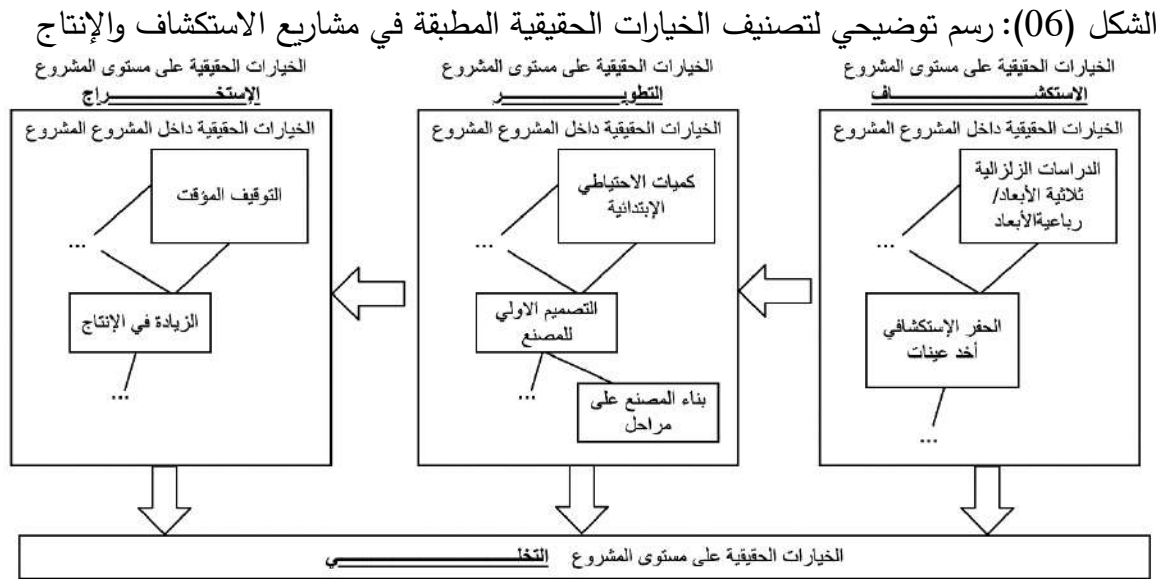 الشكل (06): رسم توضيحي لتصنيف الخيارات الحقيقية المطبقة في مشاريع الاستكشاف والإنتاج
الخيارات الحقيقية على مستوى المشروع
الاستكشـــــــــــــــاف
الخيارات الحقيقية داخل المشروع المشروع
الدراسات الزلزالية
ثلاثية الأبعاد/
رباعيةالأبعاد
...
الحفر الإستكشافي
أخد عينات
...
الخيارات الحقيقية على مستوى المشروع
التطويـــــــــــــــر
الخيارات الحقيقية داخل المشروع المشروع
كميات الاحتياطي
الإبتدائية
...
التصميم الاولي
للمصنع
...
بناء المصنع على
مراحل
الخيارات الحقيقية على مستوى المشروع
الإستخـــــــــــــــراج
الخيارات الحقيقية داخل المشروع المشروع
التوقيف المؤقت
...
الزيادة في الإنتاج
...
الخيارات الحقيقية على مستوى المشروع التخلـــــــــــــــي